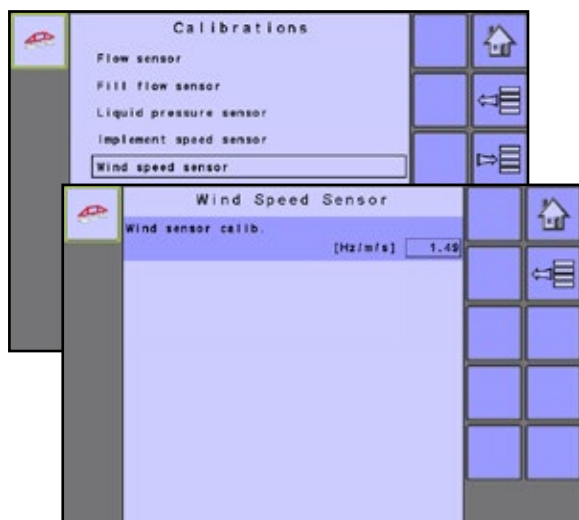 Calibrations
Flow sensor
Fill flow sensor
Liquid pressure sensor
Implement speed sensor
Wind speed sensor
Wind Speed Sensor
Wind sensor calib.
[Hz/m/s] 1.49